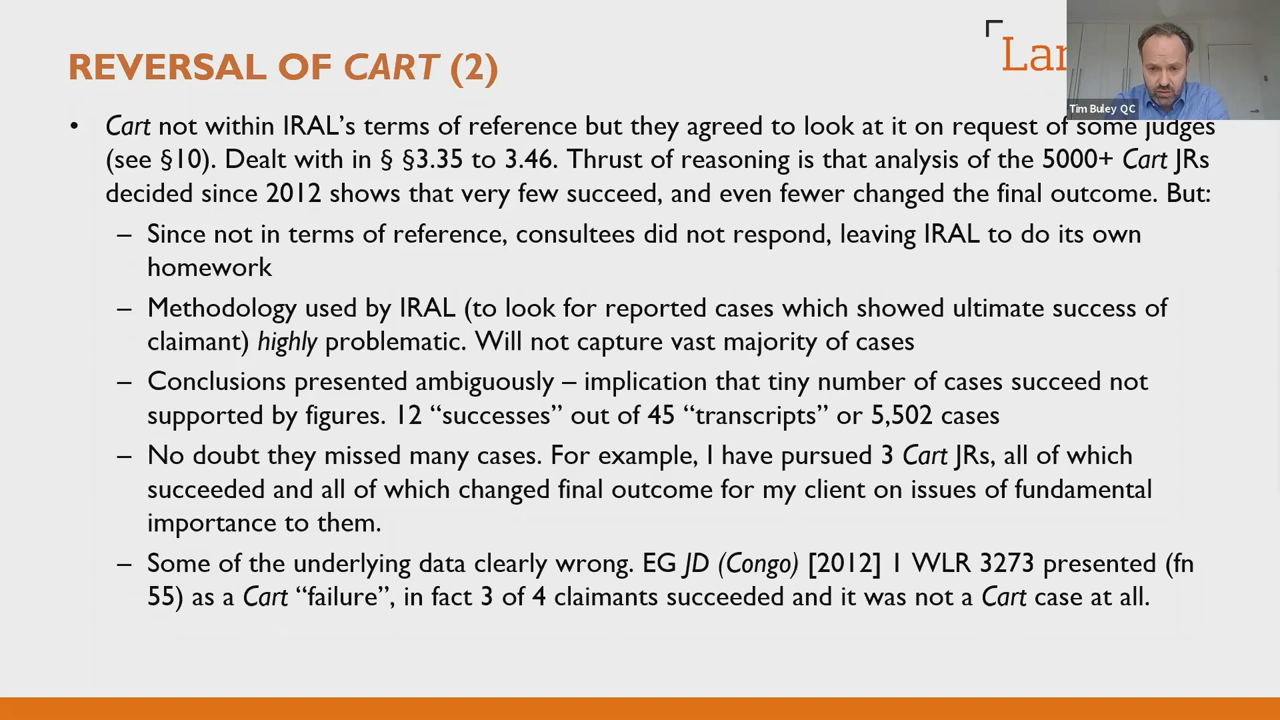 REVERSAL OF CART (2)
Lan
Tim Buley QC
• Cart not within IRAL's terms of reference but they agreed to look at it on request of some judges
(see §10). Dealt with in § §3.35 to 3.46. Thrust of reasoning is that analysis of the 5000+ Cart JRs
decided since 2012 shows that very few succeed, and even fewer changed the final outcome. But:
– Since not in terms of reference, consultees did not respond, leaving IRAL to do its own
homework
– Methodology used by IRAL (to look for reported cases which showed ultimate success of
claimant) highly problematic. Will not capture vast majority of cases
– Conclusions presented ambiguously – implication that tiny number of cases succeed not
supported by figures. 12 “successes” out of 45 “transcripts” or 5,502 cases
– No doubt they missed many cases. For example, I have pursued 3 Cart JRs, all of which
succeeded and all of which changed final outcome for my client on issues of fundamental
importance to them.
– Some of the underlying data clearly wrong. EG JD (Congo) [2012] 1 WLR 3273 presented (fn
55) as a Cart “failure”, in fact 3 of 4 claimants succeeded and it was not a Cart case at all.